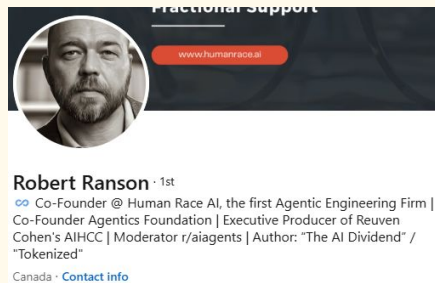 Fractional Support
www.humanrace.ai
Robert Ranson · 1st
Co-Founder @ Human Race AI, the first Agentic Engineering Firm |
Co-Founder Agentics Foundation | Executive Producer of Reuven
Cohen's AIHCC | Moderator r/aiagents | Author: “The AI Dividend” /
"Tokenized"
Canada · Contact info